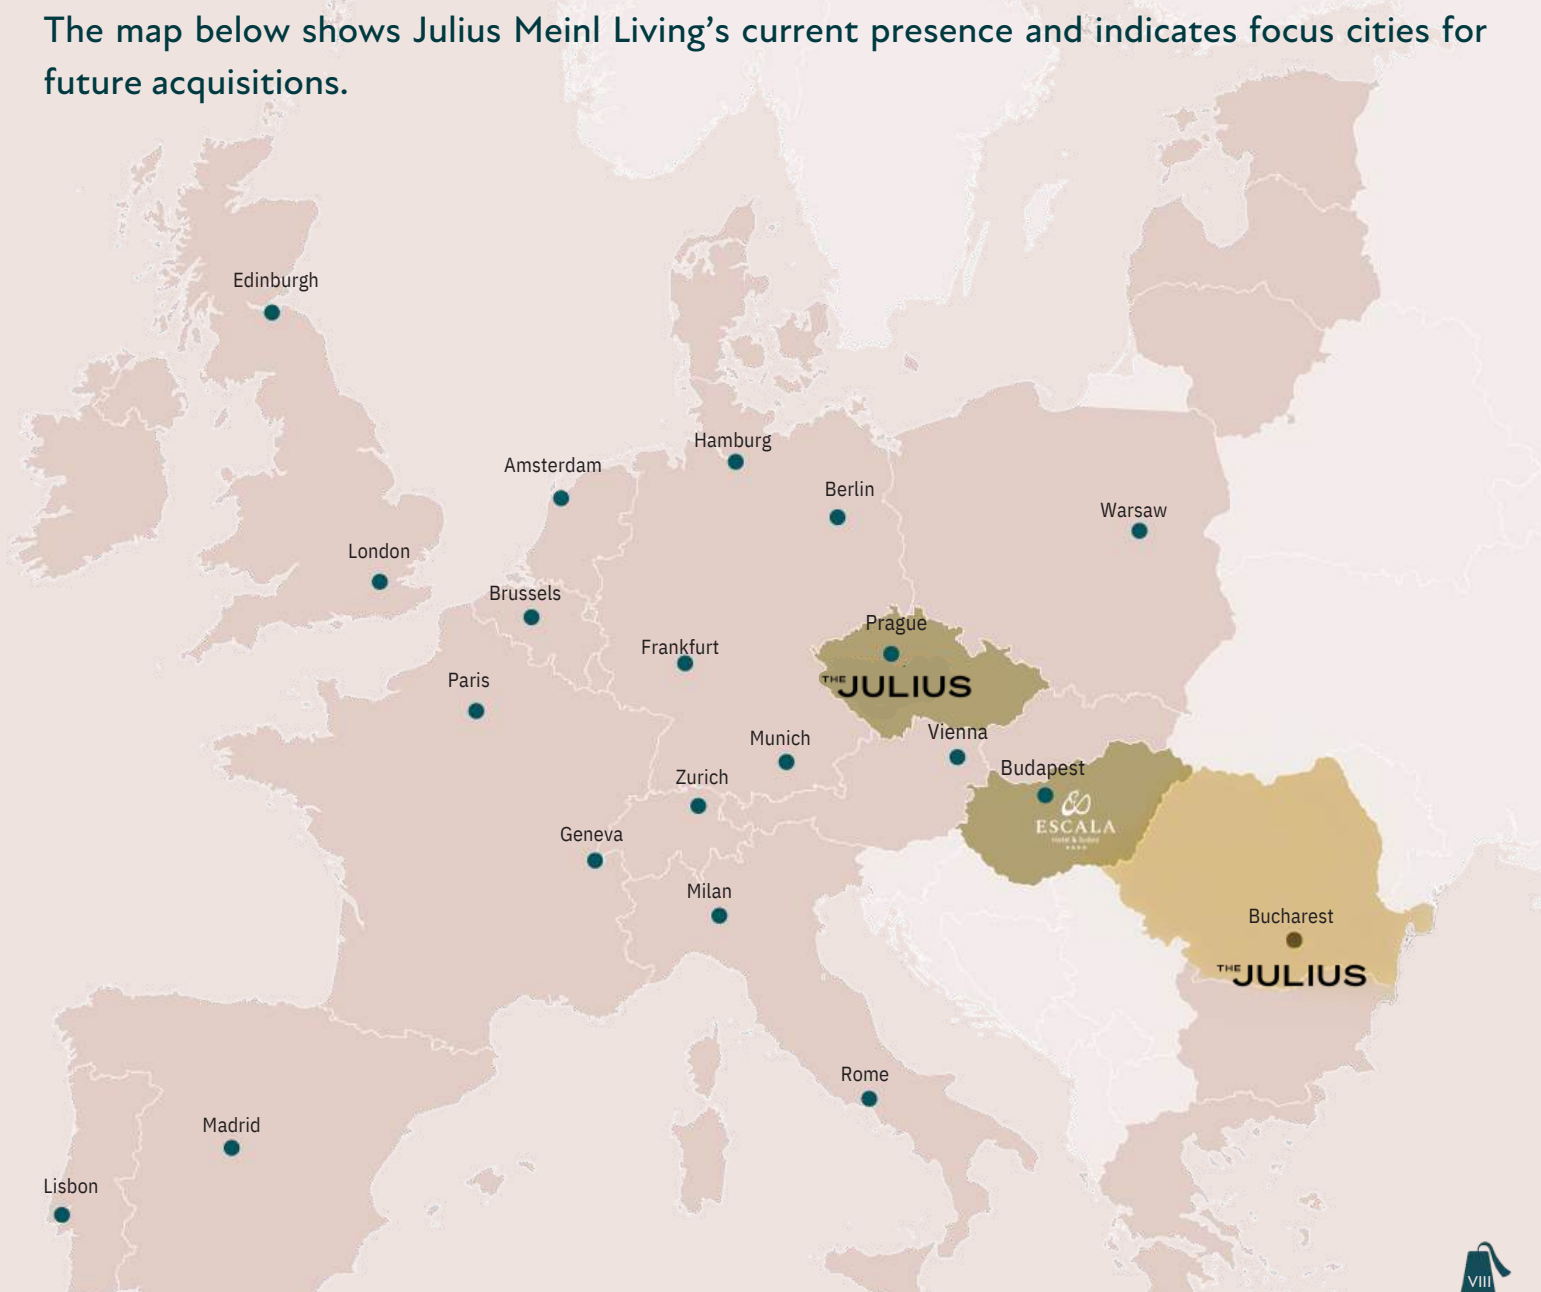 The map below shows Julius Meinl Living's current presence and indicates focus cities for
future acquisitions.
Edinburgh
Hamburg
Amsterdam
Berlin
Warsaw
London
Brussels
Prague
Frankfurt
THE JULIUS
Paris
Vienna
Munich
Budapest
Zurich
ESCALA
Hotel & Suites
Geneva
Milan
Bucharest
THE JULIUS
Rome
Madrid
Lisbon
VIII